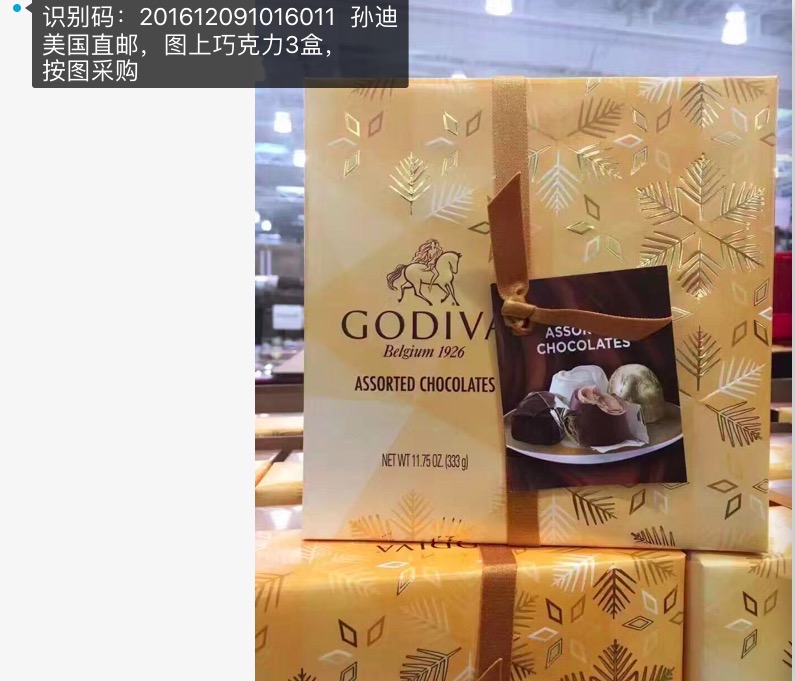 识别码：201612091016011 孙迪
美国直邮，图上巧克力3盒，
按图采购
GODIVA
Belgium 1926
ASSORTED CHOCOLATES
NET WT 11.75 OZ. (333 g)
CHOCOLATES